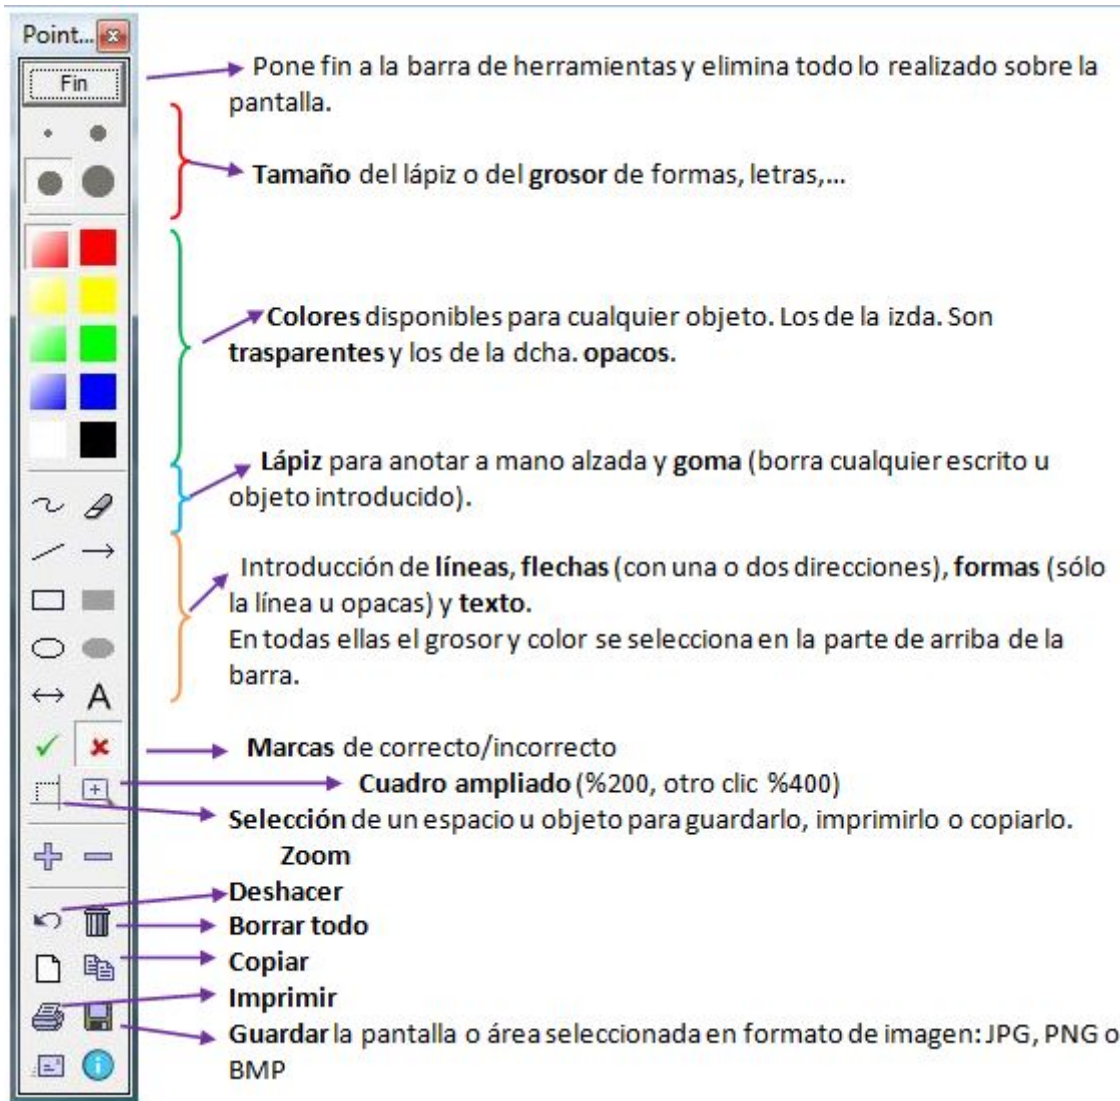 Point...
Fin
Pone fin a la barra de herramientas y elimina todo lo realizado sobre la
pantalla.
Tamaño del lápiz o del grosor de formas, letras,...
Colores disponibles para cualquier objeto. Los de la izda. Son
trasparentes y los de la dcha. opacos.
Lápiz para anotar a mano alzada y goma (borra cualquier escrito u
objeto introducido).
Introducción de líneas, flechas (con una o dos direcciones), formas (sólo
la línea u opacas) y texto.
En todas ellas el grosor y color se selecciona en la parte de arriba de la
barra.
A
Marcas de correcto/incorrecto
Cuadro ampliado (%200, otro clic %400)
Selección de un espacio u objeto para guardarlo, imprimirlo o copiarlo.
Zoom
Deshacer
Borrar todo
Copiar
Imprimir
Guardar la pantalla o área seleccionada en formato de imagen: JPG, PNG o
BMP